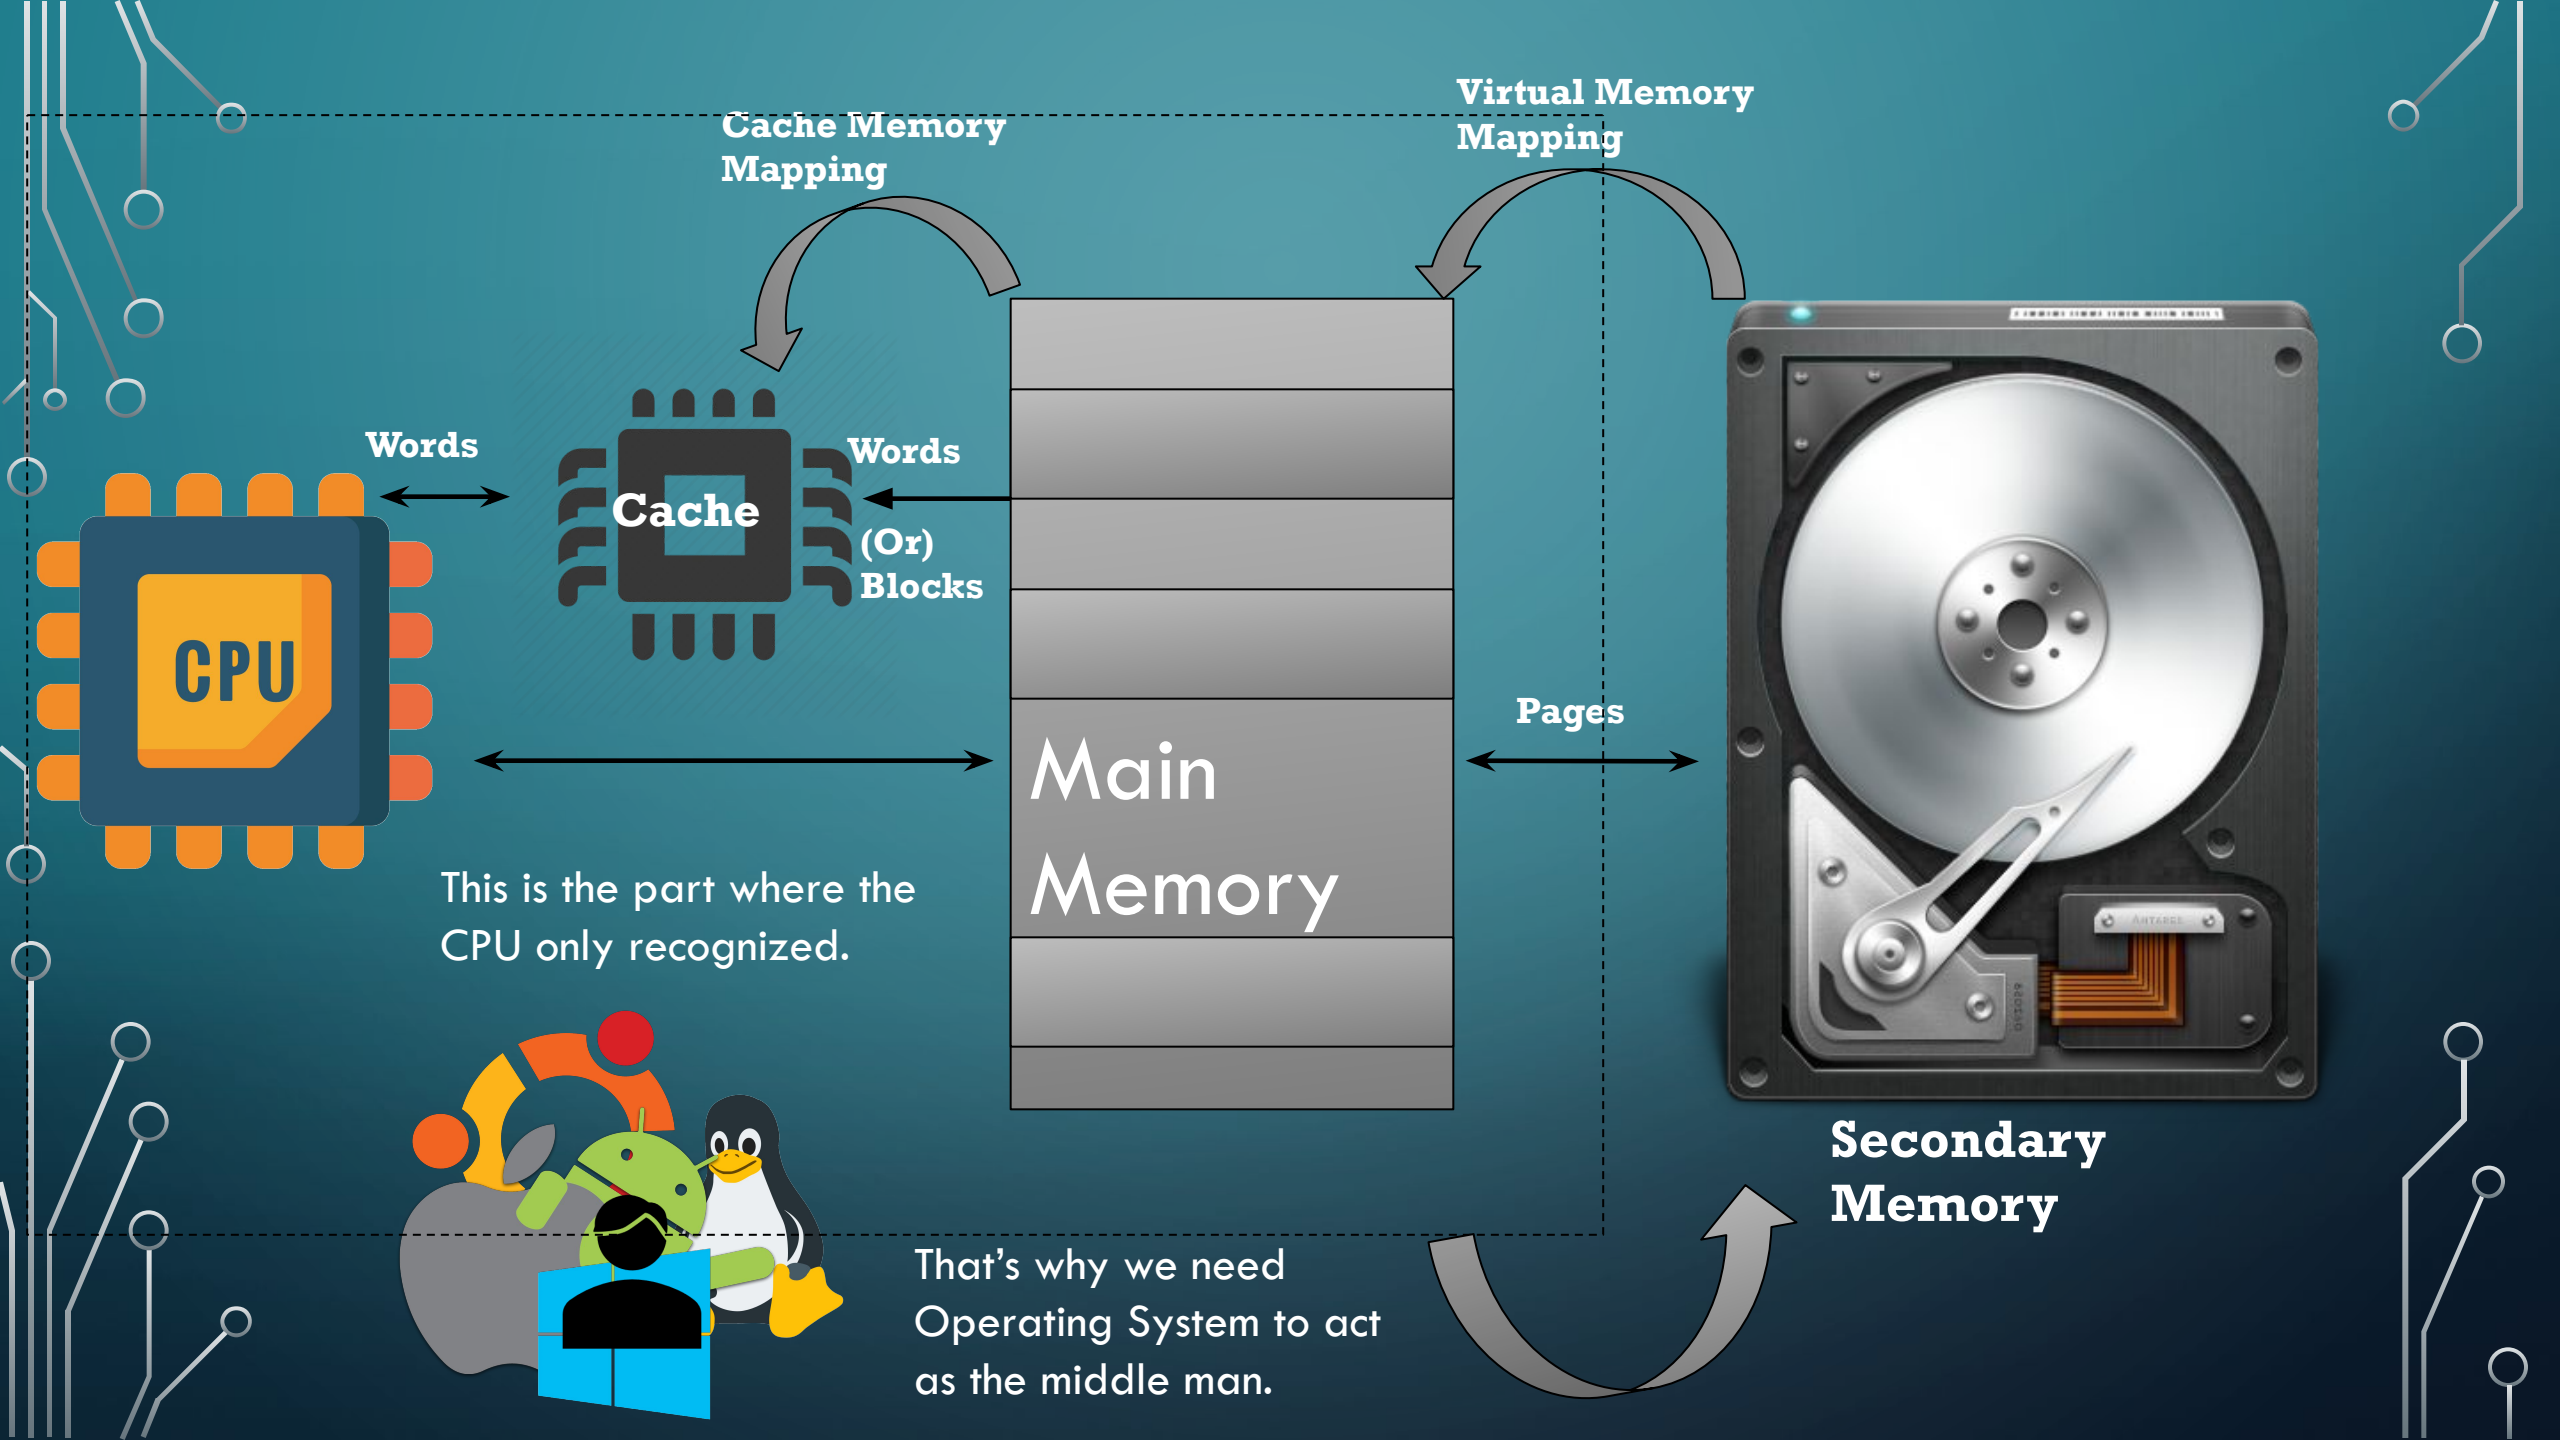 Virtual Memory
Mapping
Cache Memory
Mapping
Words
Words
Cache
(Or)
Blocks
CPU
Pages
Main
Memory
This is the part where the
CPU only recognized.
ANTARES
Secondary
Memory
That's why we need
Operating System to act
as the middle man.